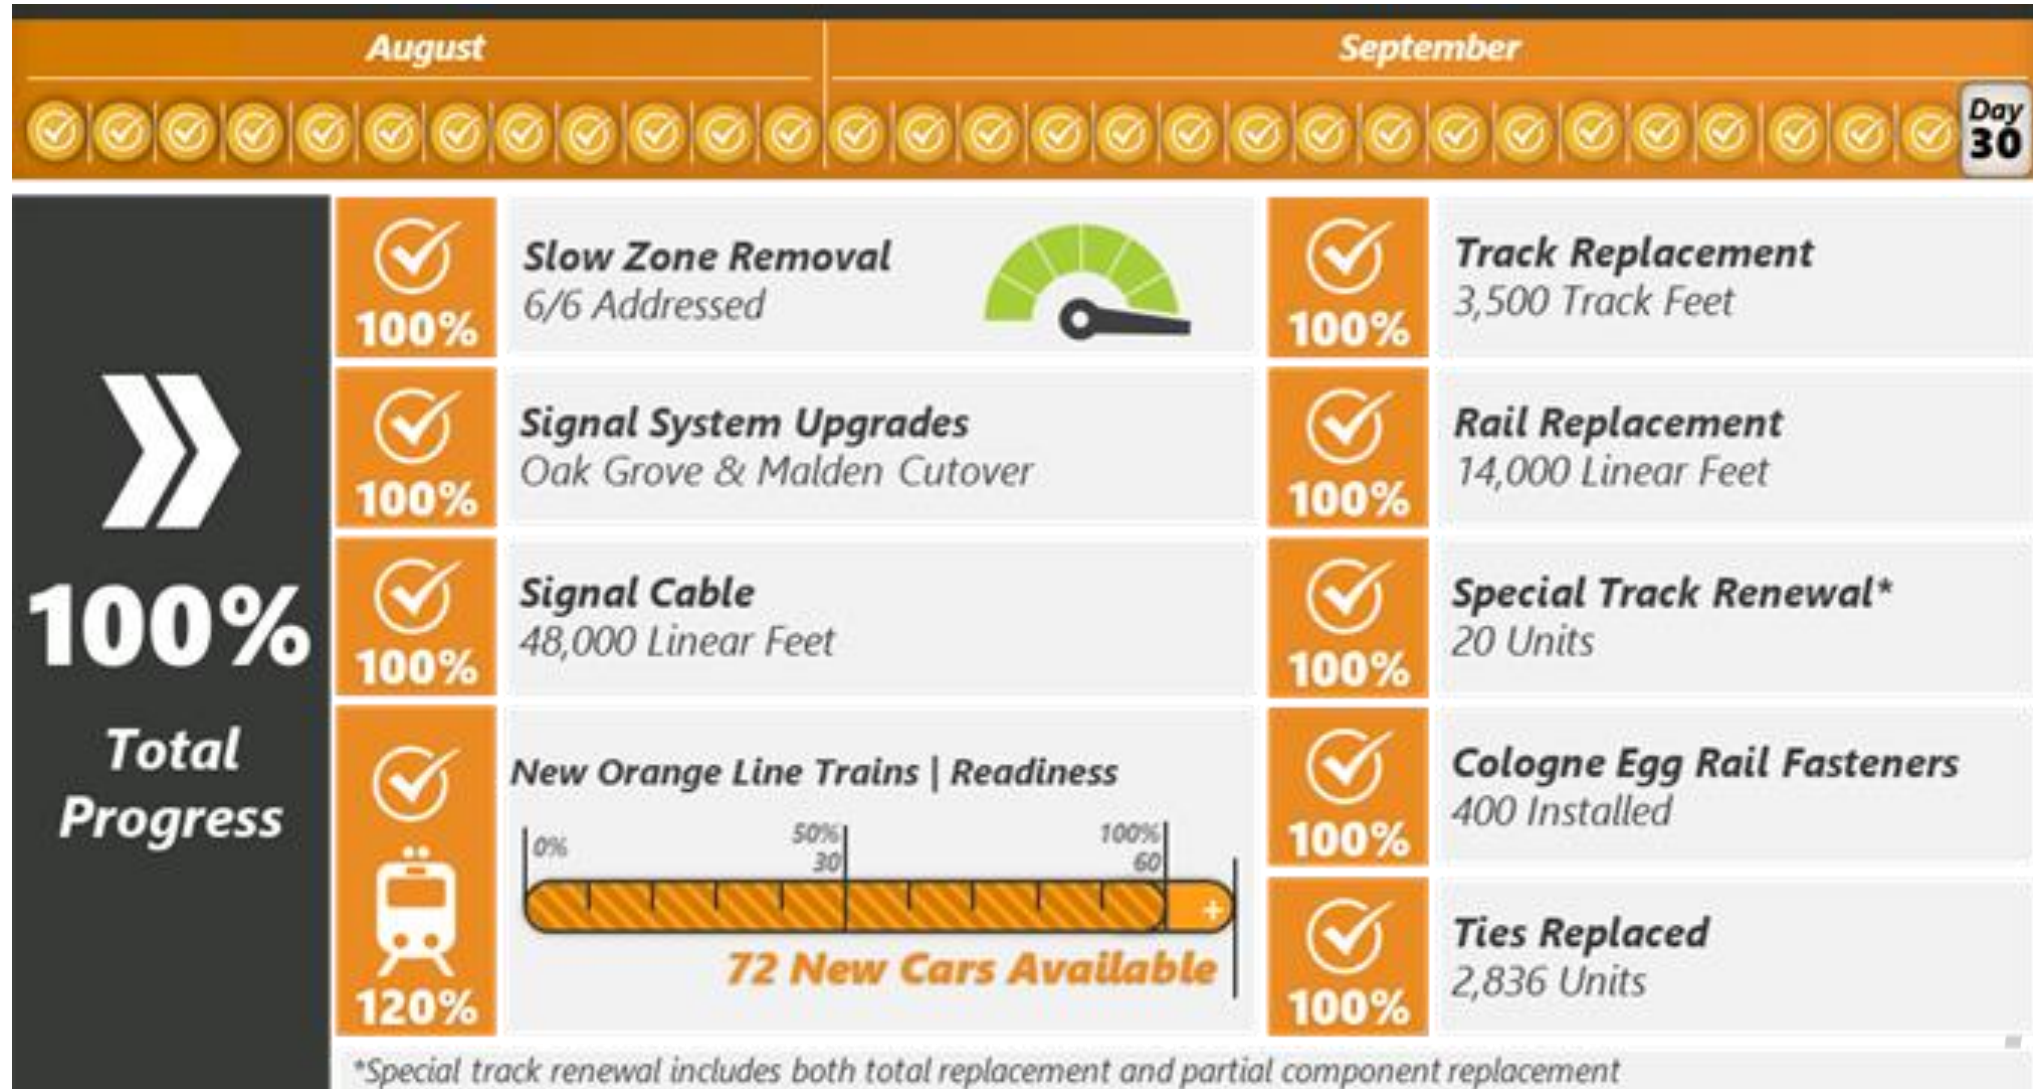 August
September
Day
30
100%
Total
Progress
100%
Slow Zone Removal
6/6 Addressed
100%
Signal System Upgrades
Oak Grove & Malden Cutover
100%
Signal Cable
48,000 Linear Feet
120%
New Orange Line Trains | Readiness
0%
50%
30
100%
60
+
72 New Cars Available
100%
Track Replacement
3,500 Track Feet
100%
Rail Replacement
14,000 Linear Feet
100%
Special Track Renewal*
20 Units
100%
Cologne Egg Rail Fasteners
400 Installed
100%
Ties Replaced
2,836 Units
*Special track renewal includes both total replacement and partial component replacement